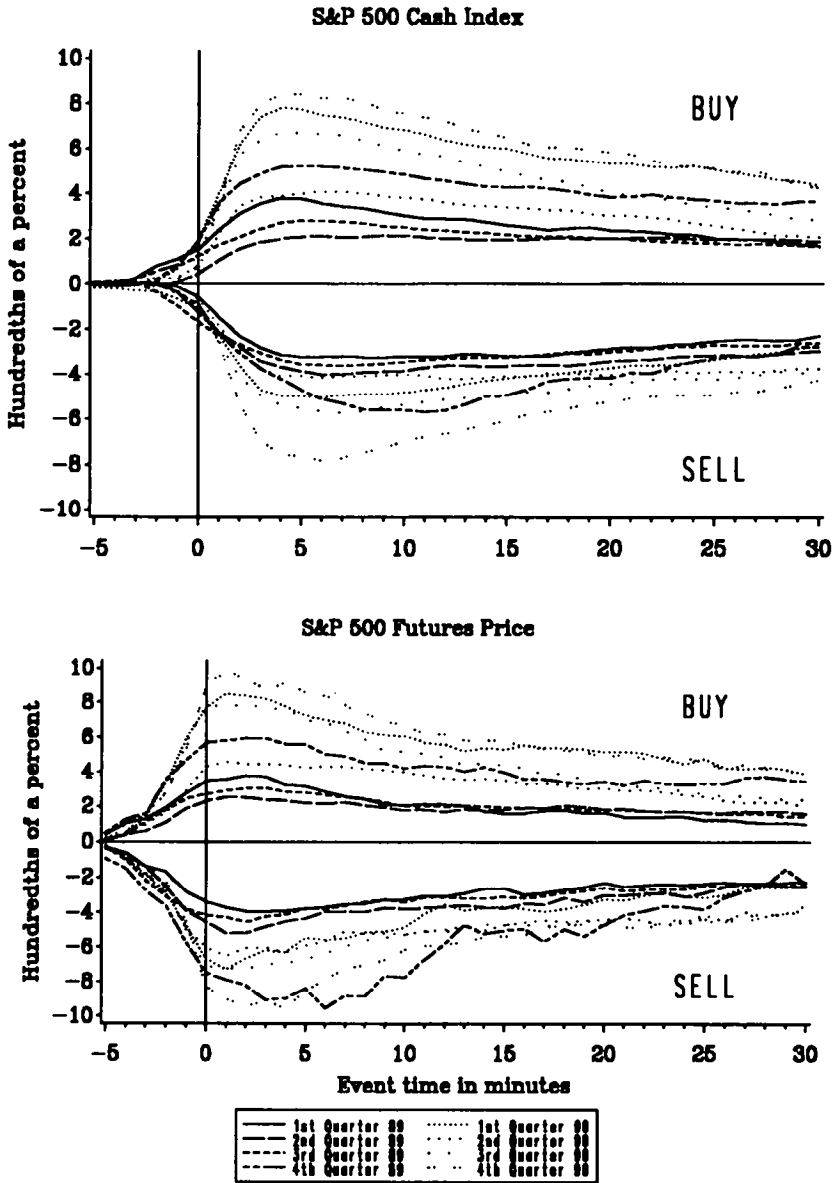 S&P 500 Cash Index
Hundredths of a percent
10
8
6
4
2
0
−2
−4
−6
−8
−10
BUY
SELL
−5 0 5 10 15 20 25 30
S&P 500 Futures Price
Hundredths of a percent
10
8
6
4
2
0
−2
−4
−6
−8
−10
BUY
SELL
−5 0 5 10 15 20 25 30
Event time in minutes
1st Quarter 89 1st Quarter 90
2nd Quarter 89 2nd Quarter 90
3rd Quarter 89 3rd Quarter 90
4th Quarter 89 4th Quarter 90